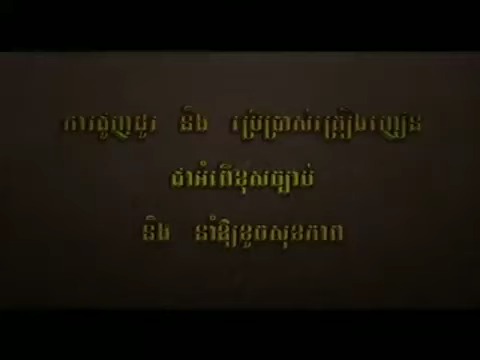 ការជួញដូរ និង ប្រើប្រាស់គ្រឿងញៀន
ជាអំពើខុសច្បាប់
និង នាំឱ្យខូចសុខភាព